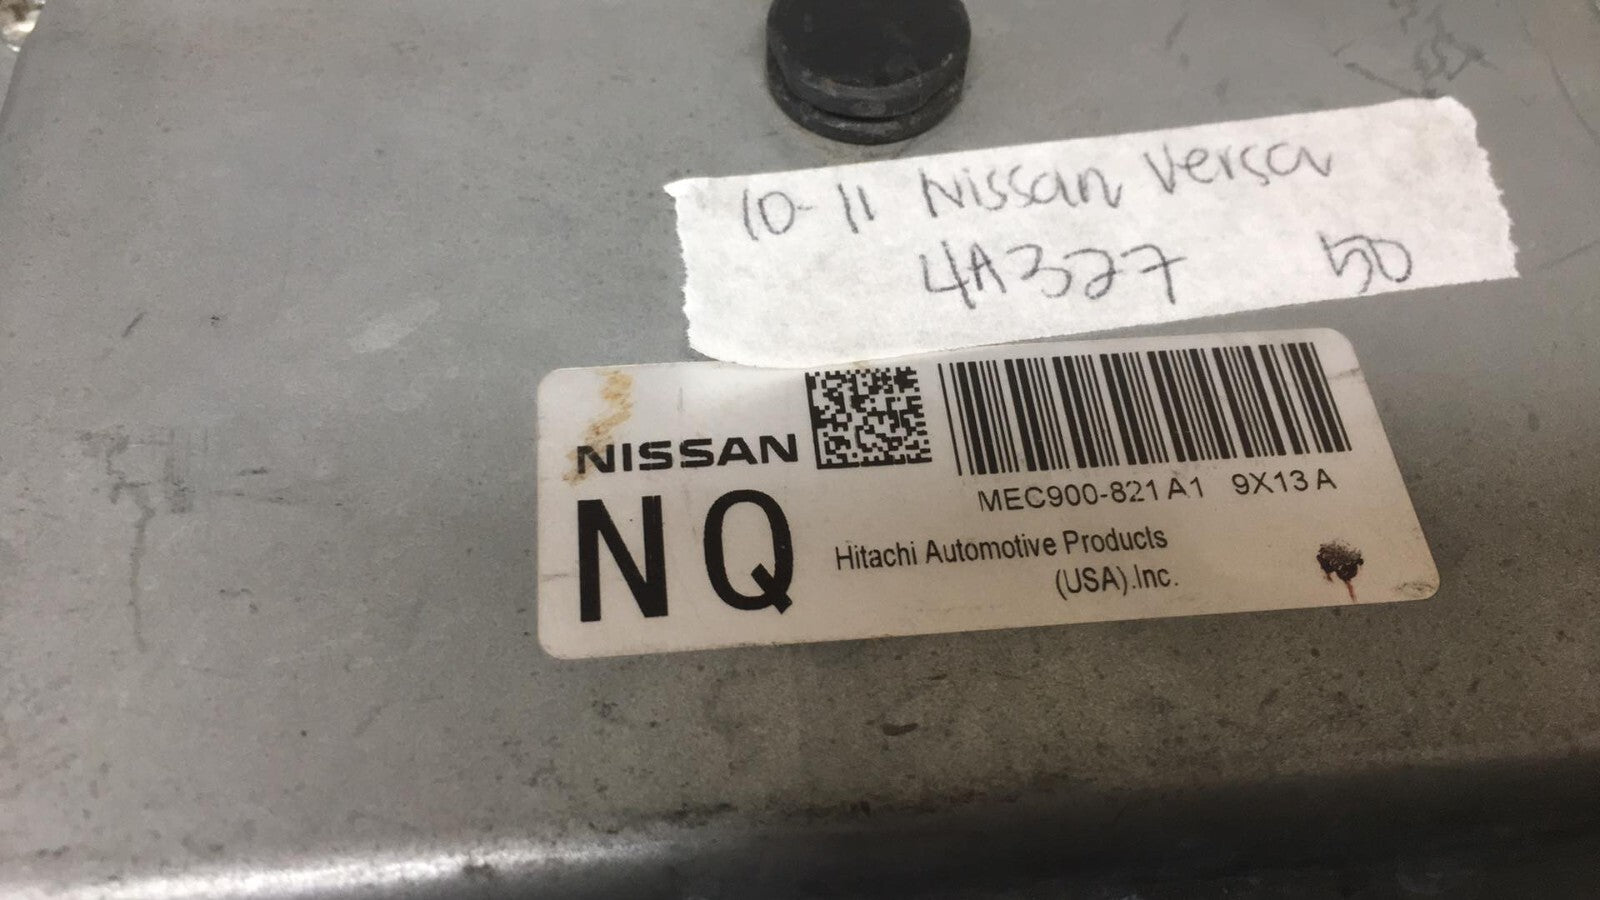 10-11 Nissan Versa
4A327 50
NISSAN
NQ
MEC900-821 A1 9X13 A
Hitachi Automotive Products
(USA).Inc.